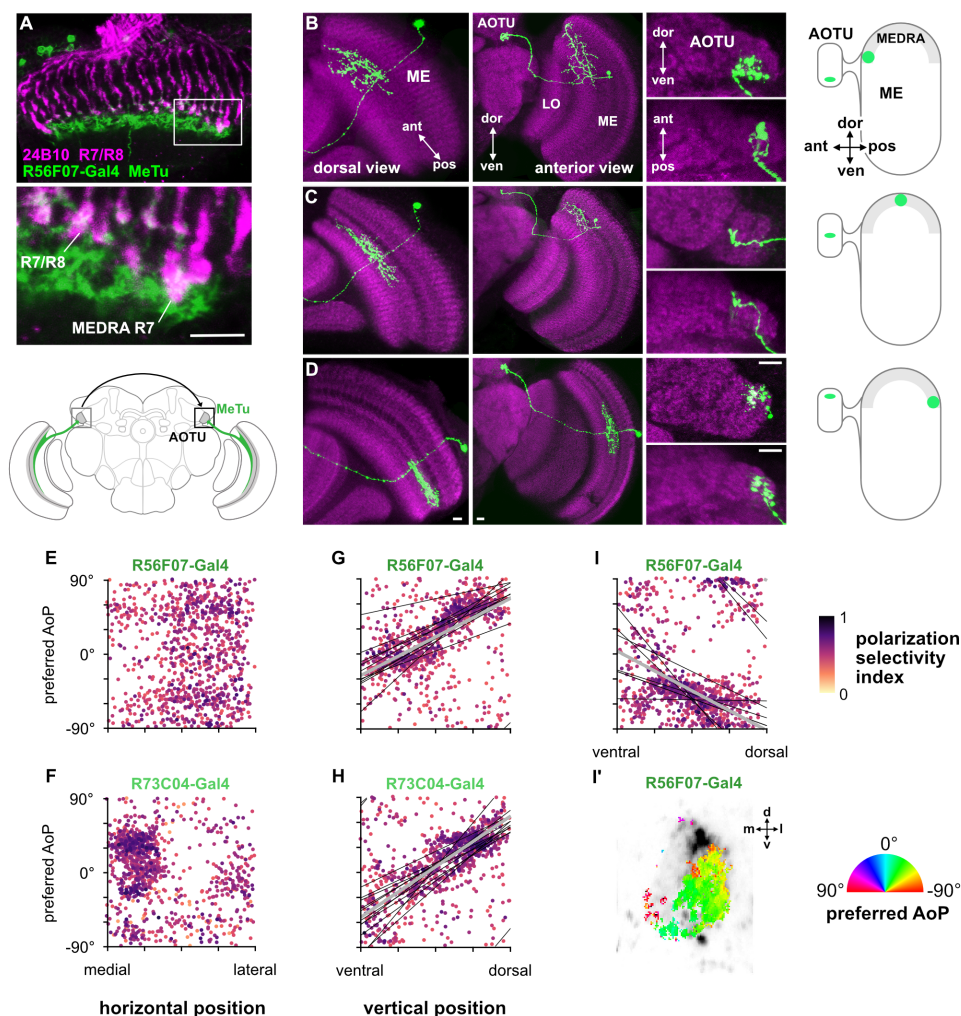 A
24B10 R7/R8
R56F07-Gal4 MeTu
R7/R8
MEDRA R7
MeTu
AOTU
B
ME
ant
pos
dorsal view
AOTU
dor
ven
LO
ME
anterior view
AOTU
dor
ven
ant
pos
AOTU
MEDRA
ME
dor
ant
pos
ven
C
D
E
R56F07-Gal4
90°
0°
-90°
preferred AoP
G
R56F07-Gal4
I
R56F07-Gal4
ventral
dorsal
1
0
polarization
selectivity
index
F
R73C04-Gal4
90°
0°
-90°
preferred AoP
medial
lateral
horizontal position
H
R73C04-Gal4
ventral
dorsal
vertical position
I'
R56F07-Gal4
d
m
l
v
0°
90°
-90°
preferred AoP